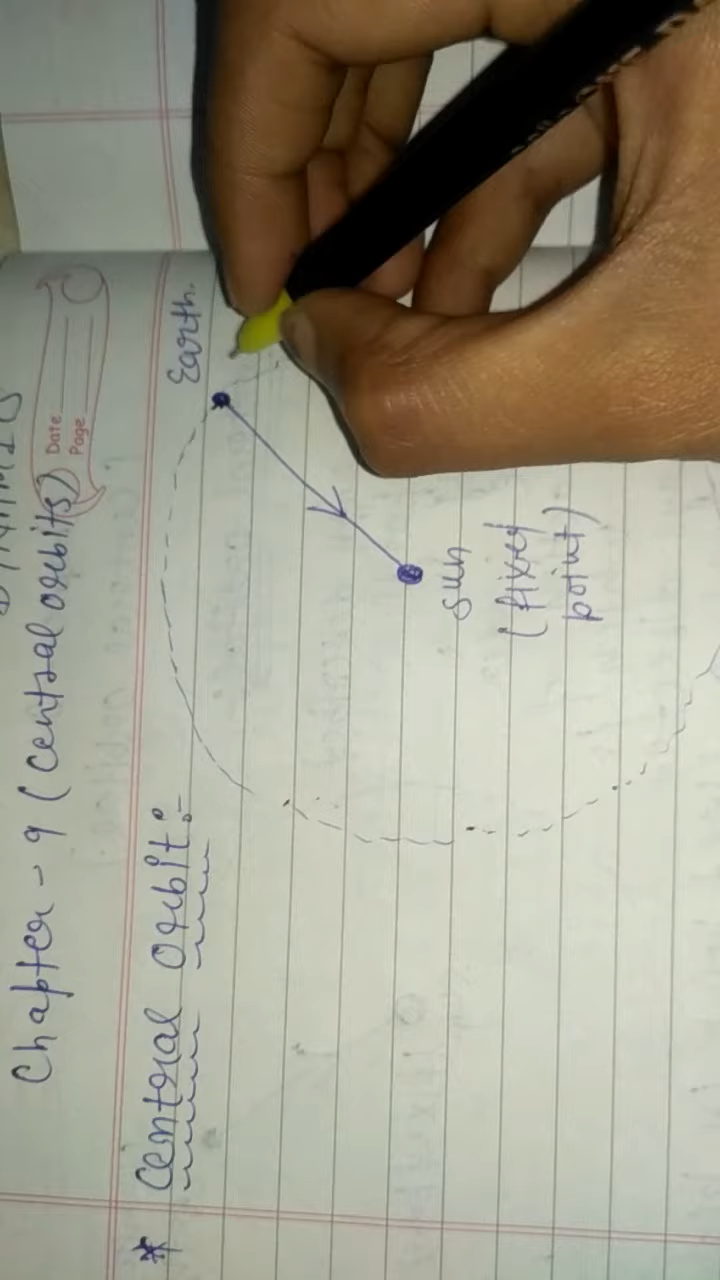 Date
Page
Chapter - 9 (Central orbits)
* Central Orbit :-
Earth.
sun
(fixed
point)